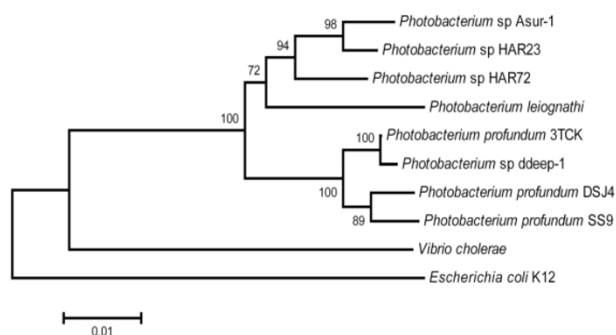 98
Photobacterium sp Asur-1
94
Photobacterium sp HAR23
72
Photobacterium sp HAR72
Photobacterium leiognathi
100
100
Photobacterium profundum 3TCK
Photobacterium sp ddeep-1
100
Photobacterium profundum DSJ4
89
Photobacterium profundum SS9
Vibrio cholerae
Escherichia coli K12
0.01